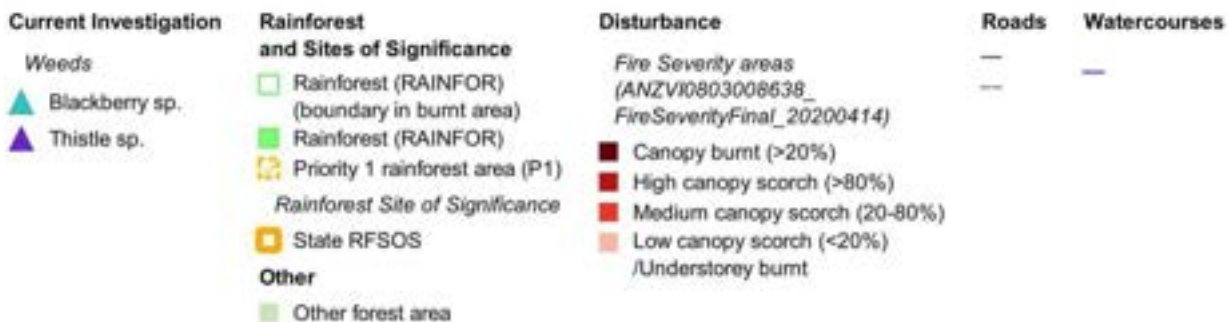 Current Investigation
Weeds
Blackberry sp.
Thistle sp.
Rainforest
and Sites of Significance
Rainforest (RAINFOR)
(boundary in burnt area)
Rainforest (RAINFOR)
Priority 1 rainforest area (P1)
Rainforest Site of Significance
State RFSOS
Other
Other forest area
Disturbance
Fire Severity areas
(ANZVI0803008638_
FireSeverityFinal_20200414)
Canopy burnt (>20%)
High canopy scorch (>80%)
Medium canopy scorch (20-80%)
Low canopy scorch (<20%)
/Understorey burnt
Roads
Watercourses